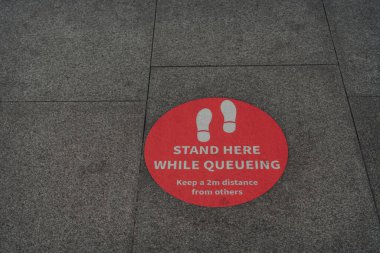 STAND HERE
WHILE QUEUEING
Keep a 2m distance
from others